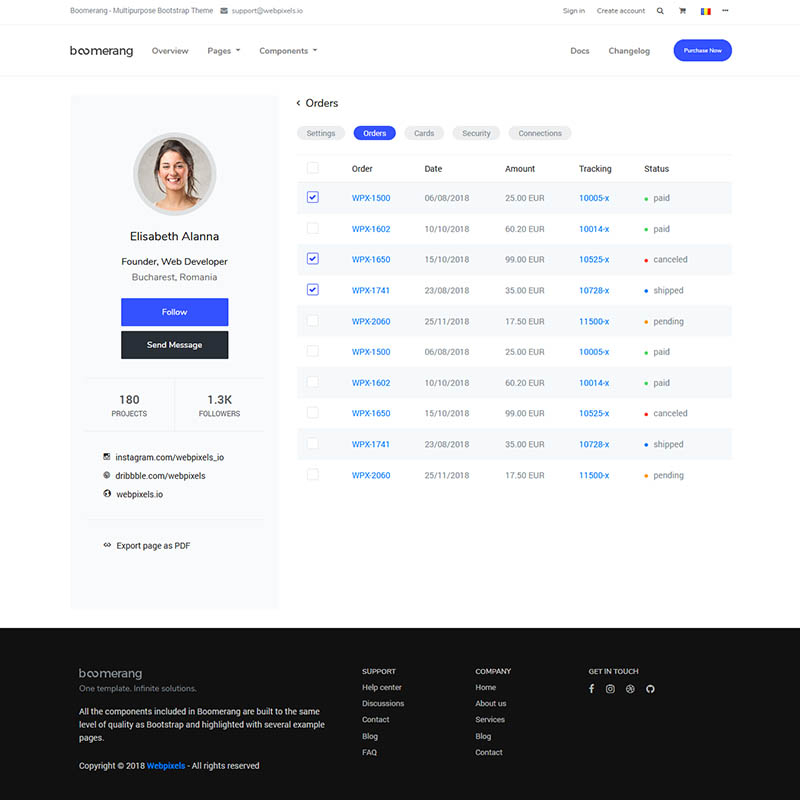 Boomerang - Multipurpose Bootstrap Theme support@webpixels.io Sign in Create account
boomerang Overview Pages Components Docs Changelog Purchase Now
Elisabeth Alanna
Founder, Web Developer
Bucharest, Romania
Follow
Send Message
180 1.3K
PROJECTS FOLLOWERS
instagram.com/webpixels_io
dribbble.com/webpixels
webpixels.io
Export page as PDF
Orders
Settings Orders Cards Security Connections
Order Date Amount Tracking Status
WPX-1500 06/08/2018 25.00 EUR 10005-x paid
WPX-1602 10/10/2018 60.20 EUR 10014-x paid
WPX-1650 15/10/2018 99.00 EUR 10525-x canceled
WPX-1741 23/08/2018 35.00 EUR 10728-x shipped
WPX-2060 25/11/2018 17.50 EUR 11500-x pending
WPX-1500 06/08/2018 25.00 EUR 10005-x paid
WPX-1602 10/10/2018 60.20 EUR 10014-x paid
WPX-1650 15/10/2018 99.00 EUR 10525-x canceled
WPX-1741 23/08/2018 35.00 EUR 10728-x shipped
WPX-2060 25/11/2018 17.50 EUR 11500-x pending
boomerang
One template. Infinite solutions.
All the components included in Boomerang are built to the same
level of quality as Bootstrap and highlighted with several example
pages.
Copyright © 2018 Webpixels - All rights reserved
SUPPORT
Help center
Discussions
Contact
Blog
FAQ
COMPANY
Home
About us
Services
Blog
Contact
GET IN TOUCH